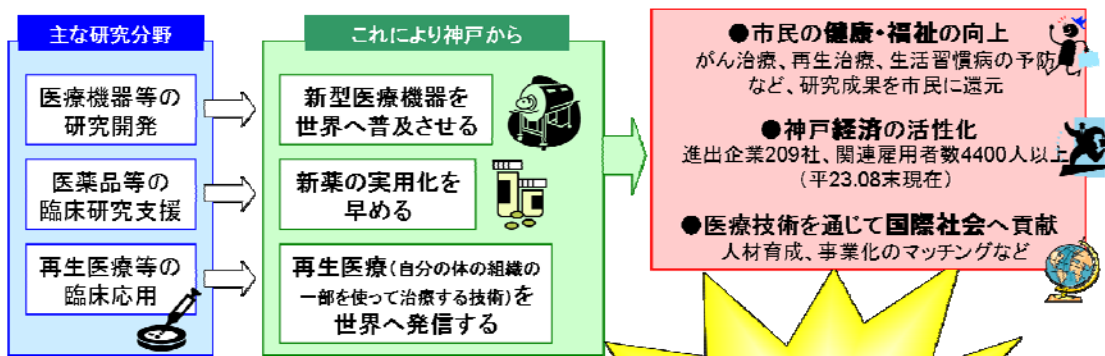 主な研究分野
医療機器等の
研究開発
医薬品等の
臨床研究支援
再生医療等の
臨床応用
これにより神戸から
新型医療機器を
世界へ普及させる
新薬の実用化を
早める
再生医療(自分の体の組織の
一部を使って治療する技術)を
世界へ発信する
●市民の健康・福祉の向上
がん治療、再生治療、生活習慣病の予防
など、研究成果を市民に還元
●神戸経済の活性化
進出企業209社、関連雇用者数4400人以上
(平23.08末現在)
●医療技術を通じて国際社会へ貢献
人材育成、事業化のマッチングなど